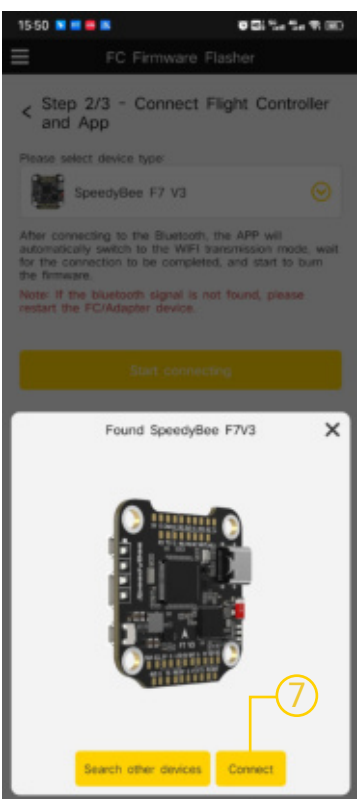 15:50
FC Firmware Flasher
< Step 2/3 - Connect Flight Controller
and App
Please select device type:
SpeedyBee F7 V3
After connecting to the Bluetooth, the APP will
automatically switch to the WIFI transmission mode, wait
for the connection to be completed, and start to burn
the firmware.
Note: If the bluetooth signal is not found, please
restart the FC/Adapter device.
Start connecting
Found SpeedyBee F7V3
SpeedyBee
F7 V3
7
Search other devices
Connect